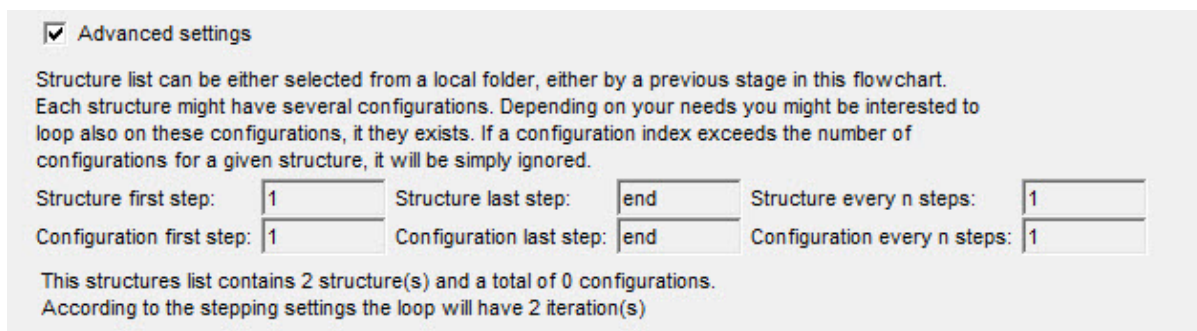 Advanced settings
Structure list can be either selected from a local folder, either by a previous stage in this flowchart.
Each structure might have several configurations. Depending on your needs you might be interested to
loop also on these configurations, it they exists. If a configuration index exceeds the number of
configurations for a given structure, it will be simply ignored.
Structure first step: 1 Structure last step: end Structure every n steps: 1
Configuration first step: 1 Configuration last step: end Configuration every n steps: 1
This structures list contains 2 structure(s) and a total of 0 configurations.
According to the stepping settings the loop will have 2 iteration(s)